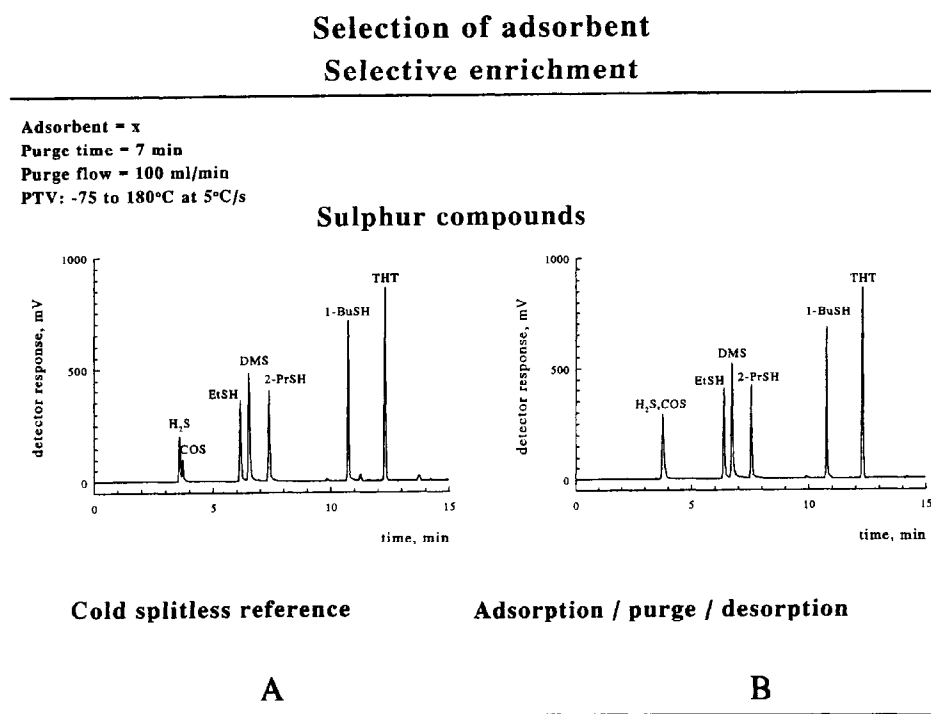 Selection of adsorbent
Selective enrichment
Adsorbent = x
Purge time = 7 min
Purge flow = 100 ml/min
PTV: -75 to 180°C at 5°C/s
Sulphur compounds
1000
500
0
detector response, mV
H₂S
COS
EtSH
DMS
2-PrSH
1-BuSH
THT
0 5 10 15
time, min
1000
500
0
detector response, mV
H₂S,COS
EtSH
DMS
2-PrSH
1-BuSH
THT
0 5 10 15
time, min
Cold splitless reference
Adsorption / purge / desorption
A
B